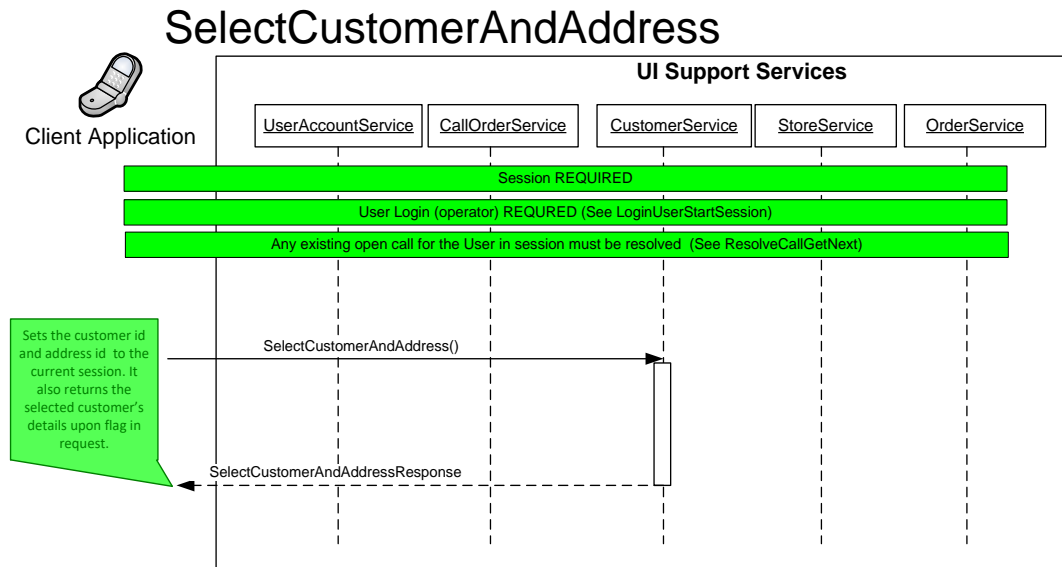 SelectCustomerAndAddress
UI Support Services
Client Application
UserAccountService
CallOrderService
CustomerService
StoreService
OrderService
Session REQUIRED
User Login (operator) REQURED (See LoginUserStartSession)
Any existing open call for the User in session must be resolved  (See ResolveCallGetNext)
Sets the customer id
and address id  to the
current session. It
also returns the
selected customer’s
details upon flag in
request.
SelectCustomerAndAddress()
SelectCustomerAndAddressResponse